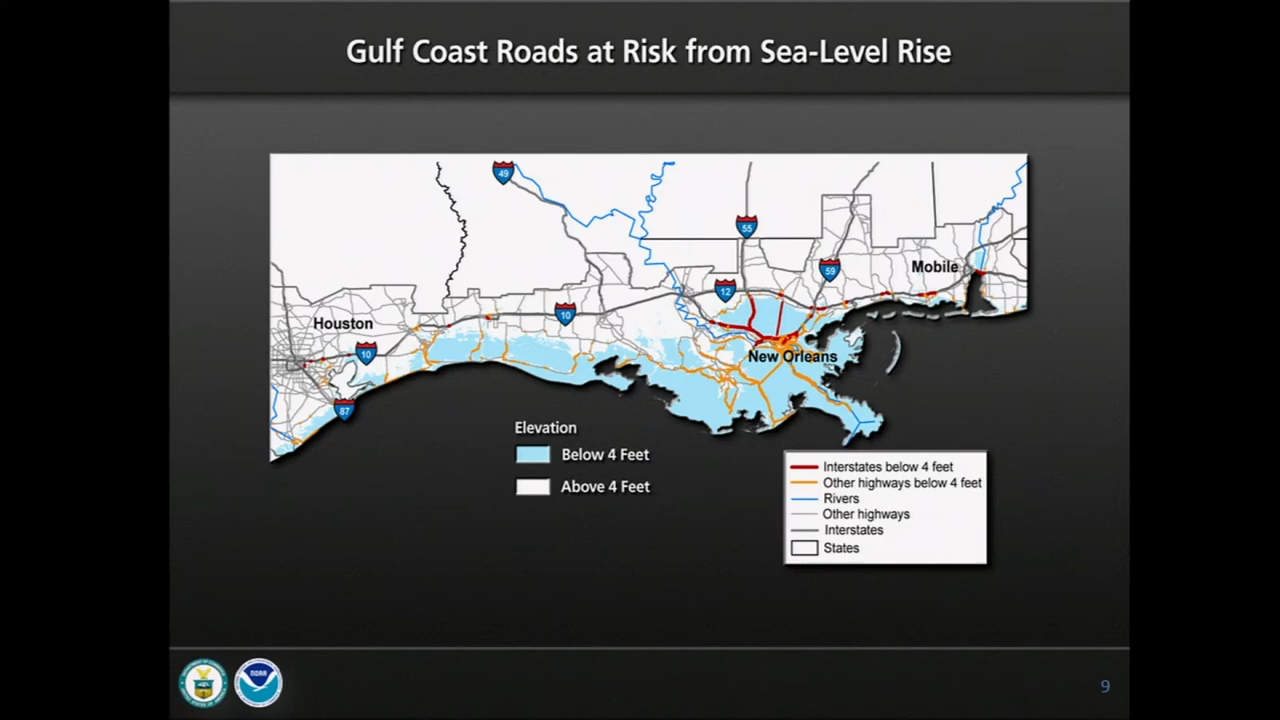 Gulf Coast Roads at Risk from Sea-Level Rise
49
55
59
Mobile
12
10
Houston
10
New Orleans
87
Elevation
Below 4 Feet
Above 4 Feet
Interstates below 4 feet
Other highways below 4 feet
Rivers
Other highways
Interstates
States
NOAA
9